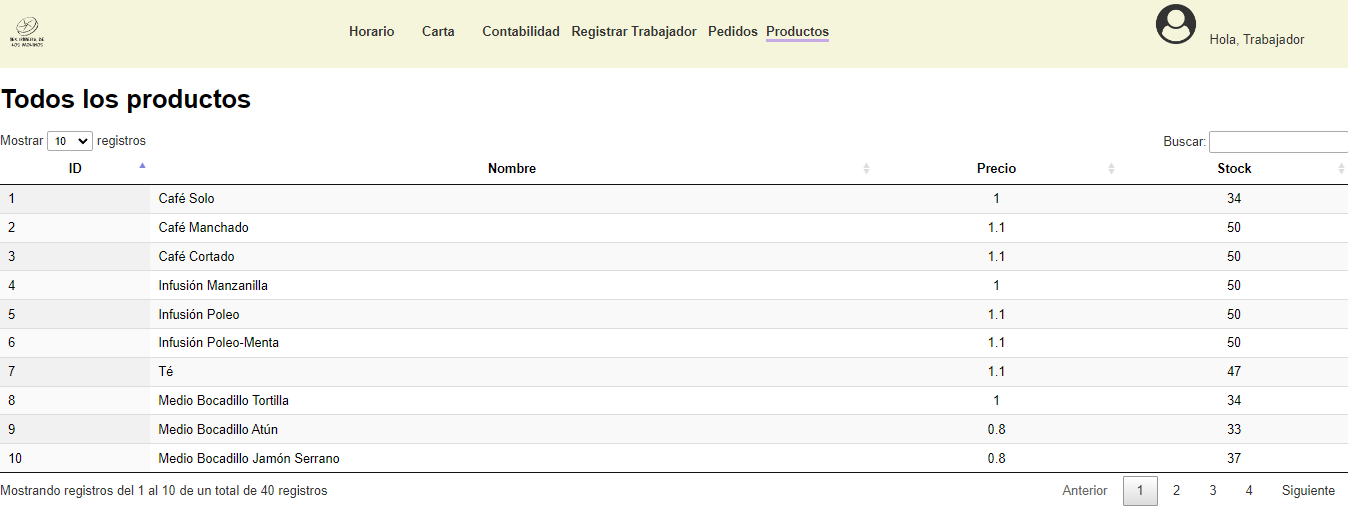 Horario Carta Contabilidad Registrar Trabajador Pedidos Productos Hola, Trabajador
Todos los productos
Mostrar 10 registros Buscar:
ID Nombre Precio Stock
1 Café Solo 1 34
2 Café Manchado 1.1 50
3 Café Cortado 1.1 50
4 Infusión Manzanilla 1 50
5 Infusión Poleo 1.1 50
6 Infusión Poleo-Menta 1.1 50
7 Té 1.1 47
8 Medio Bocadillo Tortilla 1 34
9 Medio Bocadillo Atún 0.8 33
10 Medio Bocadillo Jamón Serrano 0.8 37
Mostrando registros del 1 al 10 de un total de 40 registros Anterior 1 2 3 4 Siguiente